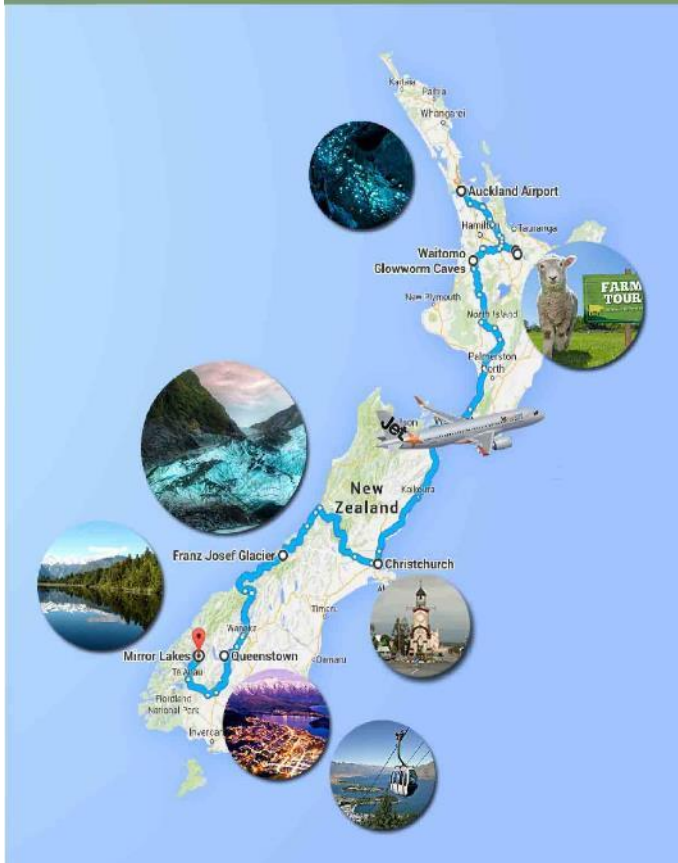 Kaitaia
Paihia
Whangarei
Auckland Airport
Hamilton
Tauranga
Waitomo
Glowworm Caves
FARM
TOUR
New Plymouth
North Island
Palmerston
North
Jet
New
Zealand
Kaikoura
Franz Josef Glacier
Christchurch
Timaru
Wanaka
Mirror Lakes
Queenstown
Te Anau
Oamaru
Fiordland
National Park
Invercar